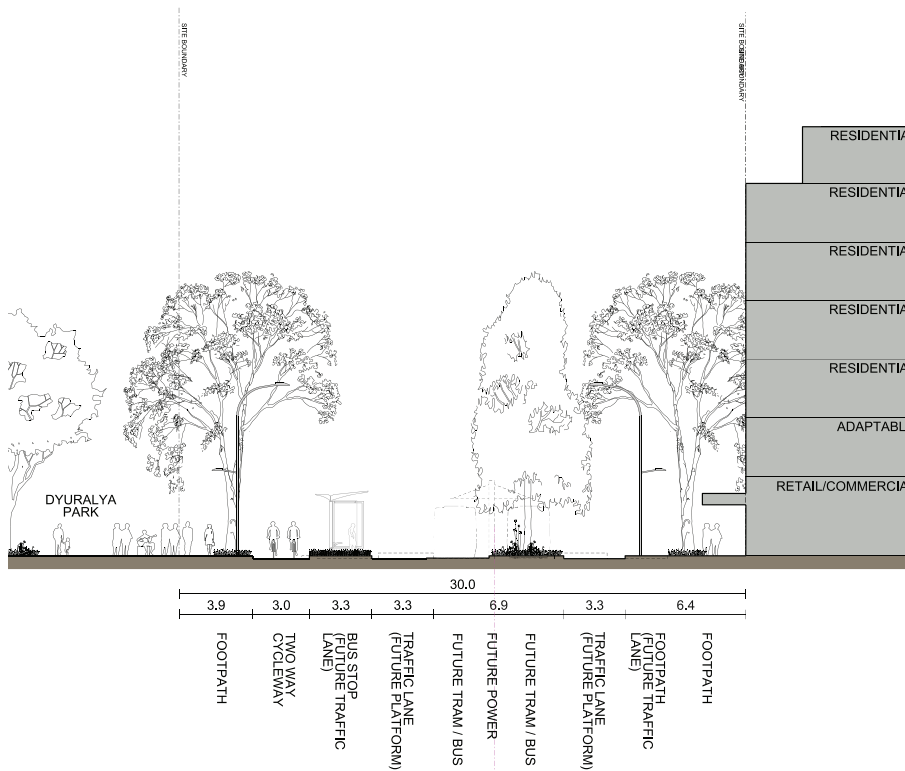 SITE BOUNDARY
SITE BOUNDARY
RESIDENTIA
RESIDENTIA
RESIDENTIA
RESIDENTIA
RESIDENTIA
ADAPTABL
RETAIL/COMMERCIA
DYURALYA
PARK
30.0
3.9 3.0 3.3 3.3 6.9 3.3 6.4
FOOTPATH
TWO WAY
CYCLEWAY
BUS STOP
(FUTURE TRAFFIC
LANE)
TRAFFIC LANE
(FUTURE PLATFORM)
FUTURE TRAM / BUS
FUTURE POWER
FUTURE TRAM / BUS
TRAFFIC LANE
(FUTURE PLATFORM)
FOOTPATH
(FUTURE TRAFFIC
LANE)
FOOTPATH